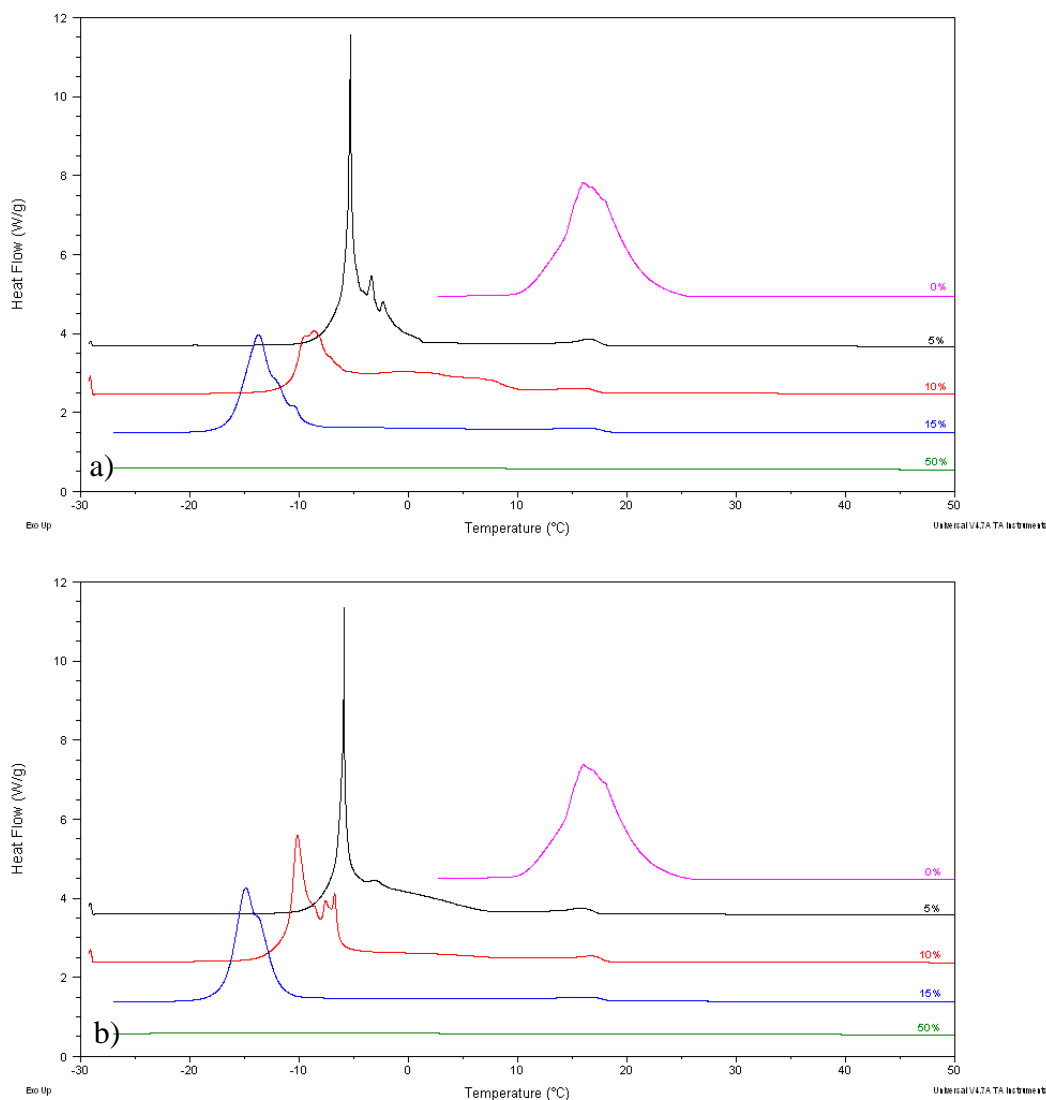 12
10
8
6
4
2
0
Heat Flow (W/g)
0%
5%
10%
15%
50%
a)
-30 -20 -10 0 10 20 30 40 50
Exo Up
Temperature (°C)
Universal V4.7A TA Instruments
12
10
8
6
4
2
0
Heat Flow (W/g)
0%
5%
10%
15%
50%
b)
-30 -20 -10 0 10 20 30 40 50
Exo Up
Temperature (°C)
Universal V4.7A TA Instruments